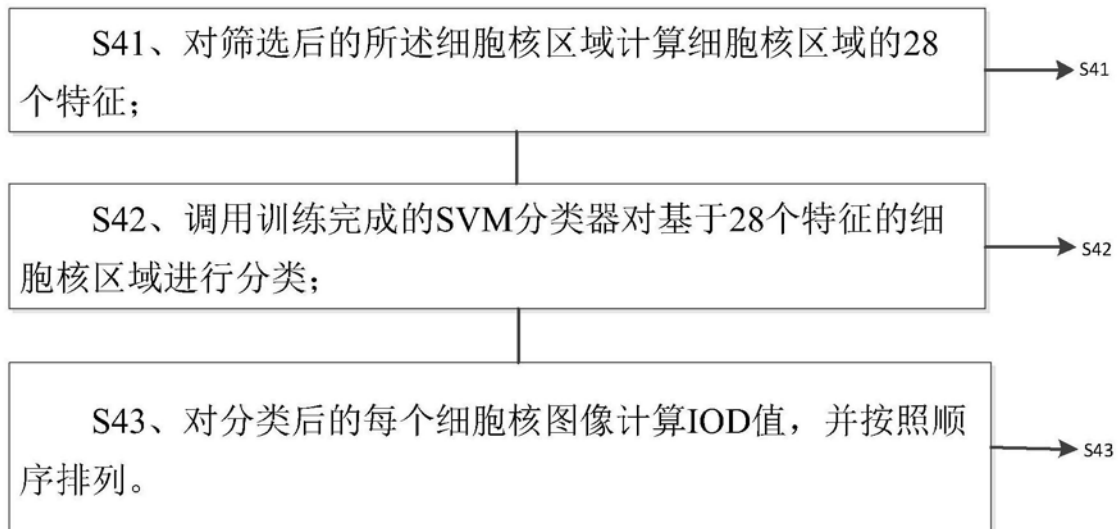 S41、对筛选后的所述细胞核区域计算细胞核区域的28
个特征；
S41
S42、调用训练完成的SVM分类器对基于28个特征的细
胞核区域进行分类；
S42
S43、对分类后的每个细胞核图像计算IOD值，并按照顺
序排列。
S43